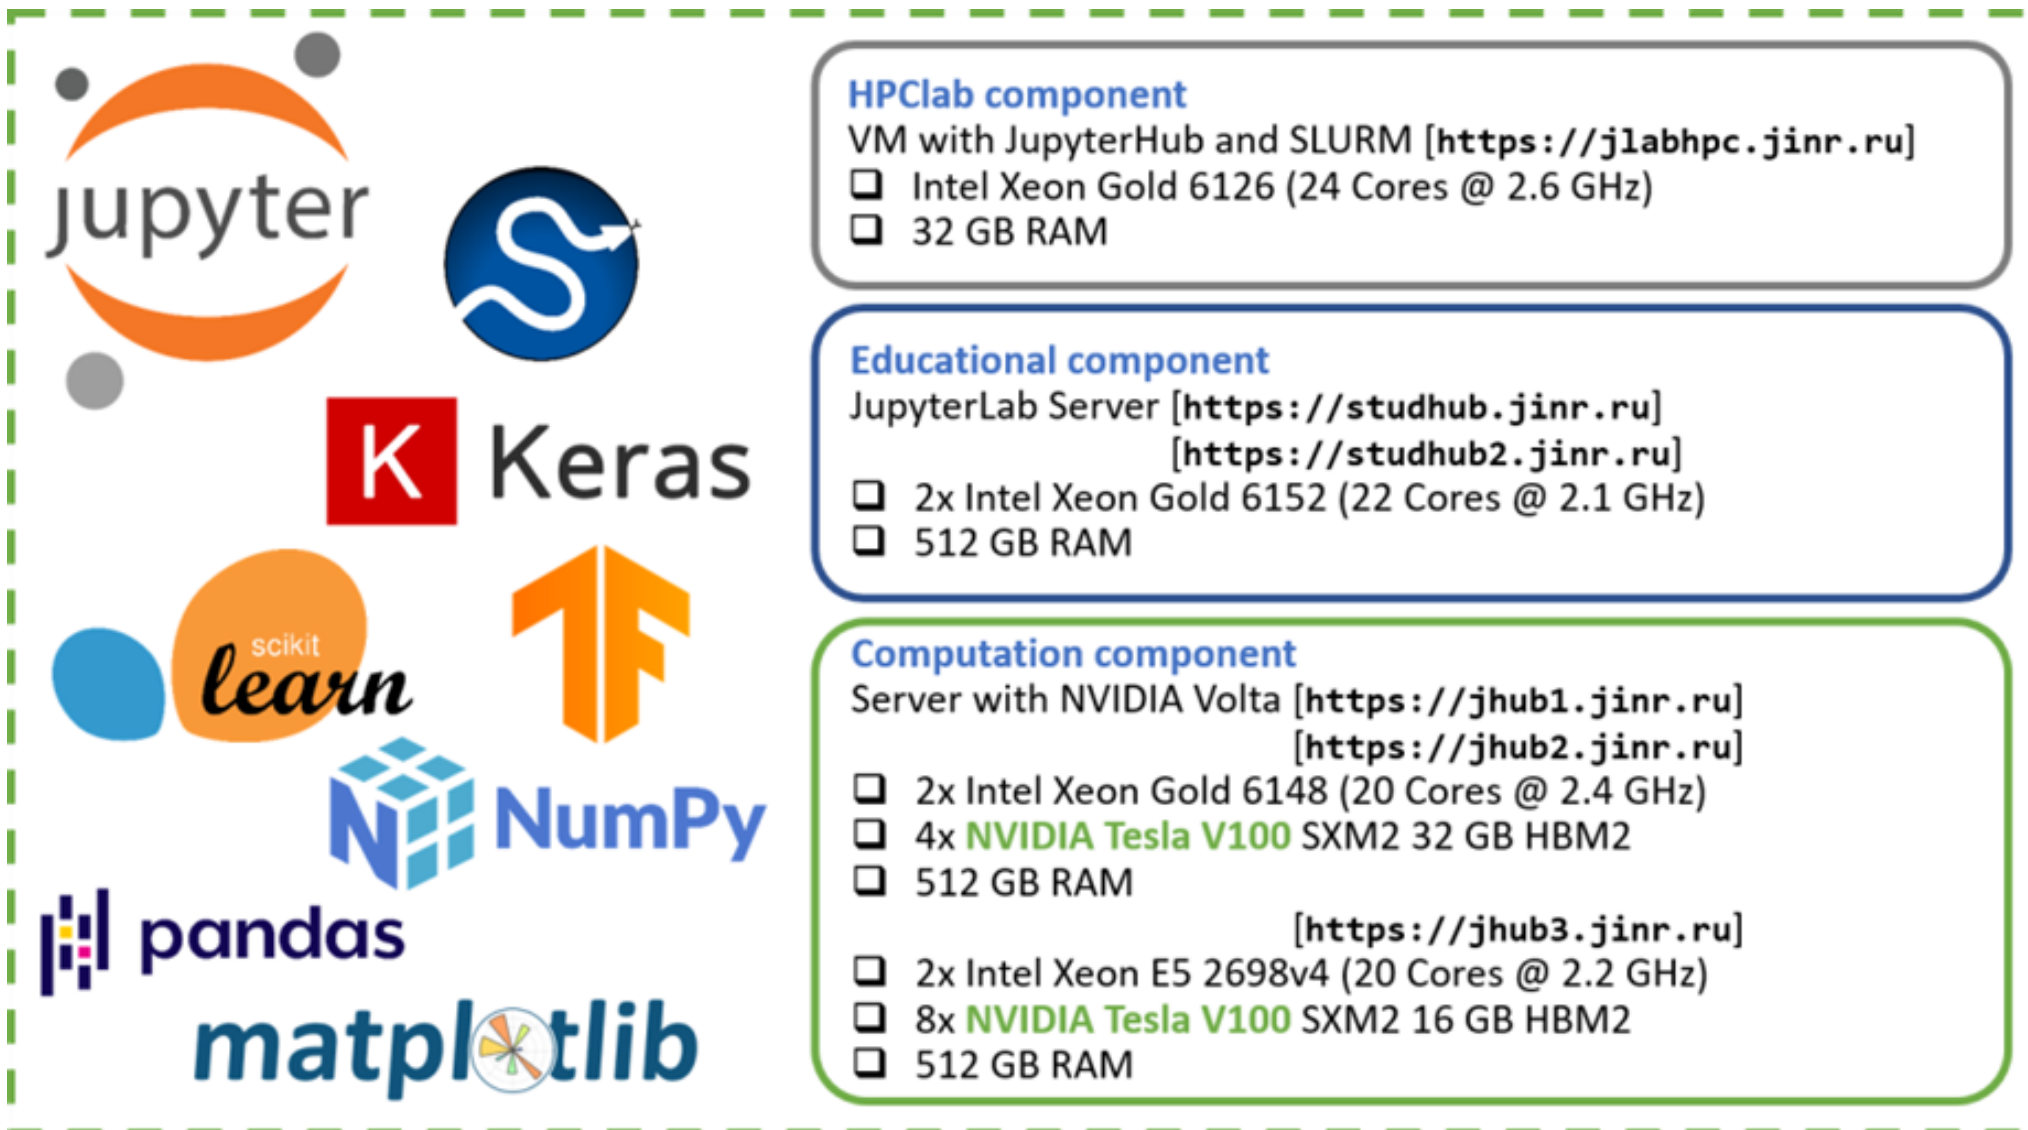 jupyter
K Keras
scikit
learn
NumPy
pandas
matplotlib
HPClab component
VM with JupyterHub and SLURM [https://jlabhpc.jinr.ru]
❑ Intel Xeon Gold 6126 (24 Cores @ 2.6 GHz)
❑ 32 GB RAM
Educational component
JupyterLab Server [https://studhub.jinr.ru]
[https://studhub2.jinr.ru]
❑ 2x Intel Xeon Gold 6152 (22 Cores @ 2.1 GHz)
❑ 512 GB RAM
Computation component
Server with NVIDIA Volta [https://jhub1.jinr.ru]
[https://jhub2.jinr.ru]
❑ 2x Intel Xeon Gold 6148 (20 Cores @ 2.4 GHz)
❑ 4x NVIDIA Tesla V100 SXM2 32 GB HBM2
❑ 512 GB RAM
[https://jhub3.jinr.ru]
❑ 2x Intel Xeon E5 2698v4 (20 Cores @ 2.2 GHz)
❑ 8x NVIDIA Tesla V100 SXM2 16 GB HBM2
❑ 512 GB RAM